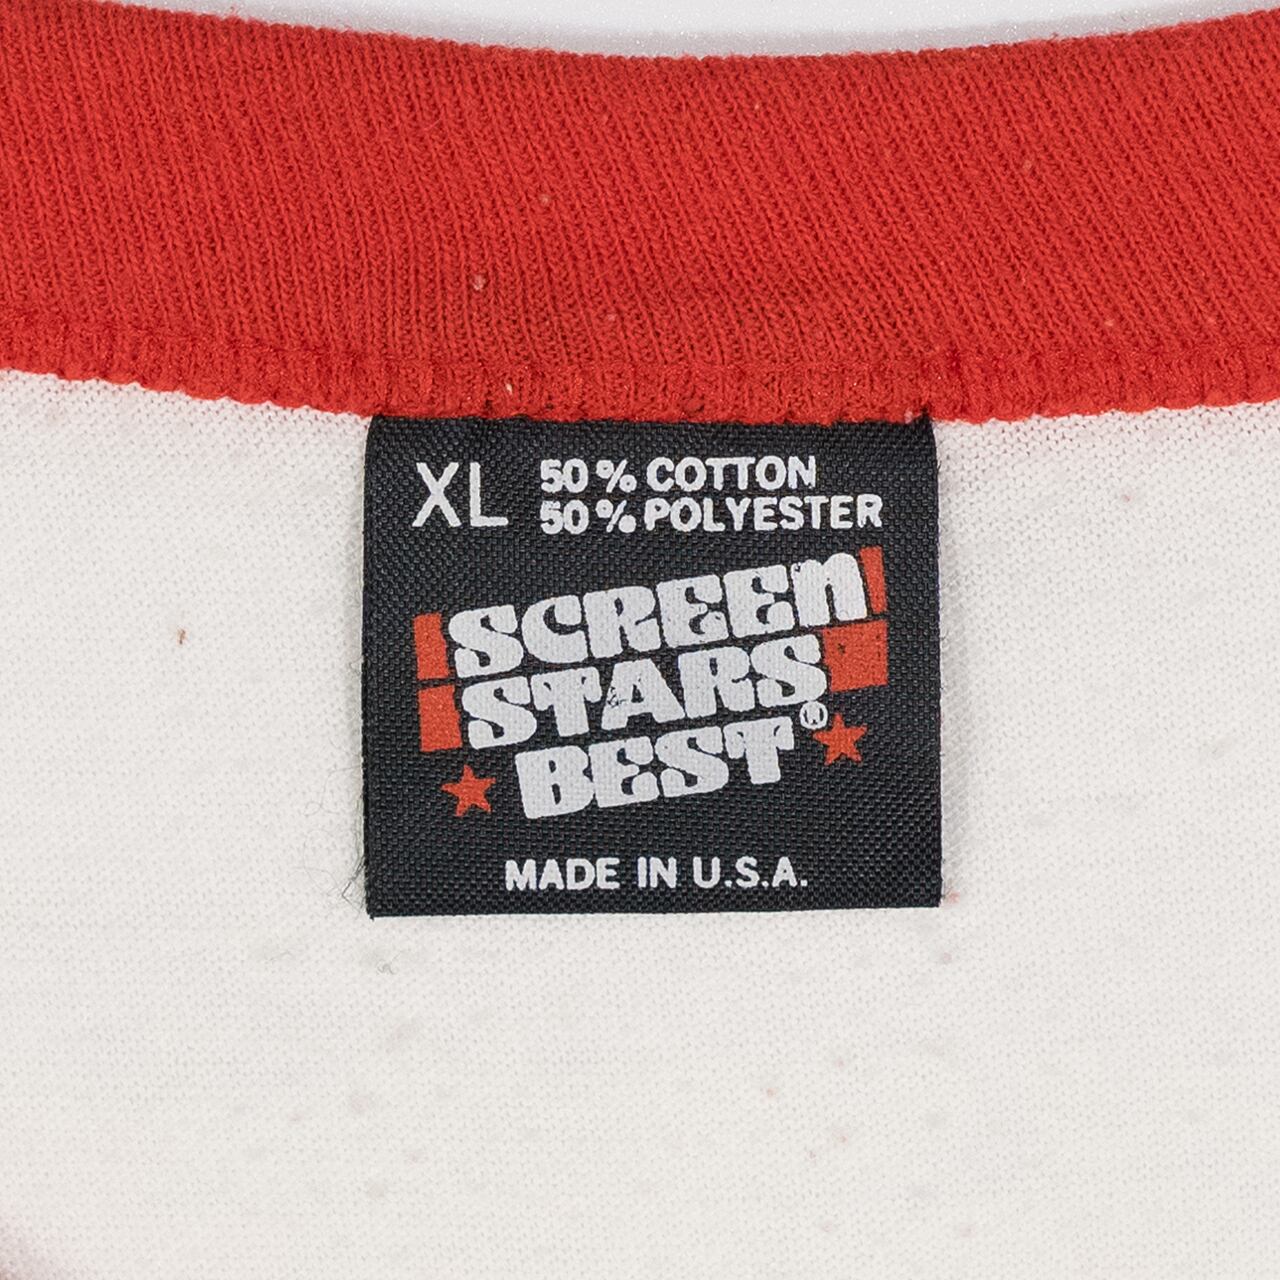 XL
50% COTTON
50% POLYESTER
SCREEn
STARS
BEST®
MADE IN U.S.A.